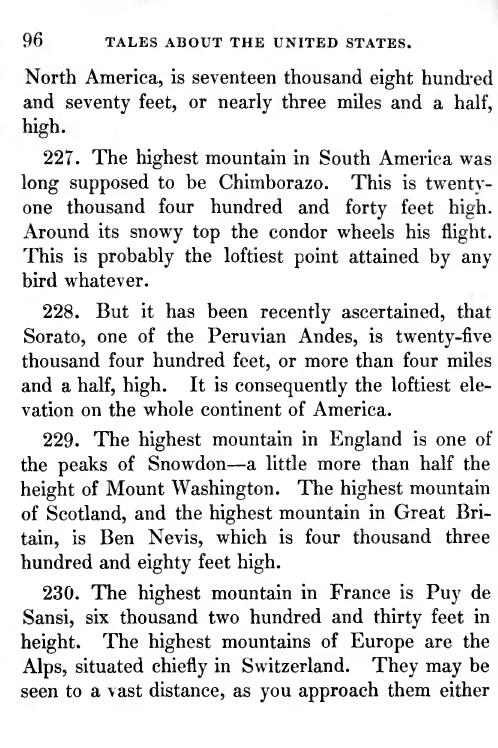 96 TALES ABOUT THE UNITED STATES.
North America, is seventeen thousand eight hundred
and seventy feet, or nearly three miles and a half,
high.
227. The highest mountain in South America was
long supposed to be Chimborazo. This is twenty-
one thousand four hundred and forty feet high.
Around its snowy top the condor wheels his flight.
This is probably the loftiest point attained by any
bird whatever.
228. But it has been recently ascertained, that
Sorato, one of the Peruvian Andes, is twenty-five
thousand four hundred feet, or more than four miles
and a half, high. It is consequently the loftiest ele-
vation on the whole continent of America.
229. The highest mountain in England is one of
the peaks of Snowdon—a little more than half the
height of Mount Washington. The highest mountain
of Scotland, and the highest mountain in Great Bri-
tain, is Ben Nevis, which is four thousand three
hundred and eighty feet high.
230. The highest mountain in France is Puy de
Sansi, six thousand two hundred and thirty feet in
height. The highest mountains of Europe are the
Alps, situated chiefly in Switzerland. They may be
seen to a vast distance, as you approach them either